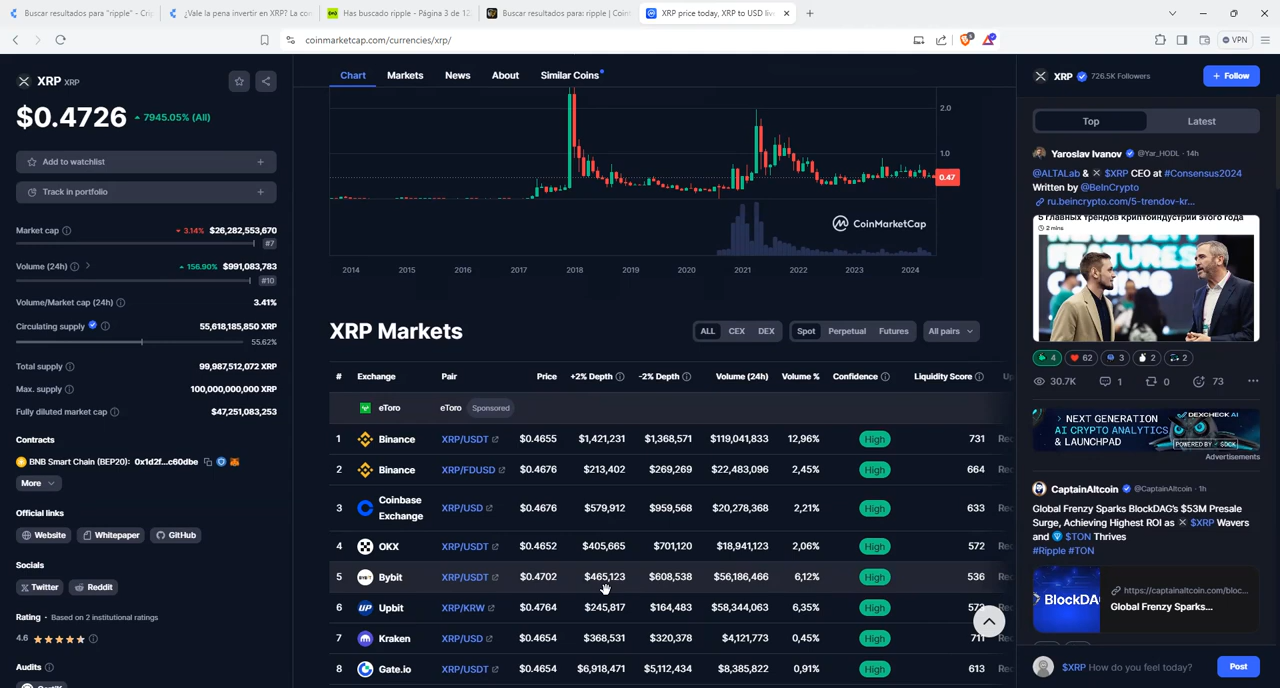 Buscar resultados para "ripple" - Crip
¿Vale la pena invertir en XRP? La co
Has buscado ripple - Página 3 de 12
Buscar resultados para: ripple | Coint
XRP price today, XRP to USD live
coinmarketcap.com/currencies/xrp/
5
VPN
XRP XRP
$0.4726 7945.05% (All)
Add to watchlist
Track in portfolio
Market cap 3.14% $26,282,553,670
#7
Volume (24h) 156.90% $991,083,783
#10
Volume/Market cap (24h) 3.41%
Circulating supply 55,618,185,850 XRP
55.62%
Total supply 99,987,512,072 XRP
Max. supply 100,000,000,000 XRP
Fully diluted market cap $47,251,083,253
Contracts
BNB Smart Chain (BEP20): 0x1d2f...c60dbe
More
Official links
Website Whitepaper GitHub
Socials
Twitter Reddit
Rating · Based on 2 institutional ratings
4.6
Audits
Chart Markets News About Similar Coins
2.0
1.0
0.47
CoinMarketCap
2014 2015 2016 2017 2018 2019 2020 2021 2022 2023 2024
XRP Markets
ALL CEX DEX Spot Perpetual Futures All pairs
# Exchange Pair Price +2% Depth -2% Depth Volume (24h) Volume % Confidence Liquidity Score Up
eToro eToro Sponsored
1 Binance XRP/USDT $0.4655 $1,421,231 $1,368,571 $119,041,833 12,96% High 731 Rec
2 Binance XRP/FDUSD $0.4676 $213,402 $269,269 $22,483,096 2,45% High 664 Rec
3 Coinbase Exchange XRP/USD $0.4676 $579,912 $959,568 $20,278,368 2,21% High 633 Rec
4 OKX XRP/USDT $0.4652 $405,665 $701,120 $18,941,123 2,06% High 572 Rec
5 Bybit XRP/USDT $0.4702 $465,123 $608,538 $56,186,466 6,12% High 536 Rec
6 Upbit XRP/KRW $0.4764 $245,817 $164,483 $58,344,063 6,35% High Rec
7 Kraken XRP/USD $0.4654 $368,531 $320,378 $4,121,773 0,45% High 711 Rec
8 Gate.io XRP/USDT $0.4654 $6,918,471 $5,112,434 $8,385,822 0,91% High 613 Rec
XRP 726.5K Followers
+ Follow
Top Latest
Yaroslav Ivanov @Yar_HODL · 14h
@ALTALab & $XRP CEO at #Consensus2024
Written by @BeInCrypto
ru.beincrypto.com/5-trendov-kr...
5 главных трендов криптоиндустрии этого года
2 mins
4 62 3 2 2
30.7K 1 0 73
NEXT GENERATION
AI CRYPTO ANALYTICS
& LAUNCHPAD
DEXCHECK AI
POWERED BY $DCK
Advertisements
CaptainAltcoin @CaptainAltcoin · 1h
Global Frenzy Sparks BlockDAG's $53M Presale
Surge, Achieving Highest ROI as $XRP Wavers
and $TON Thrives
#Ripple #TON
BlockDA
https://captainaltcoin.com/bloc...
Global Frenzy Sparks...
$XRP How do you feel today?
Post